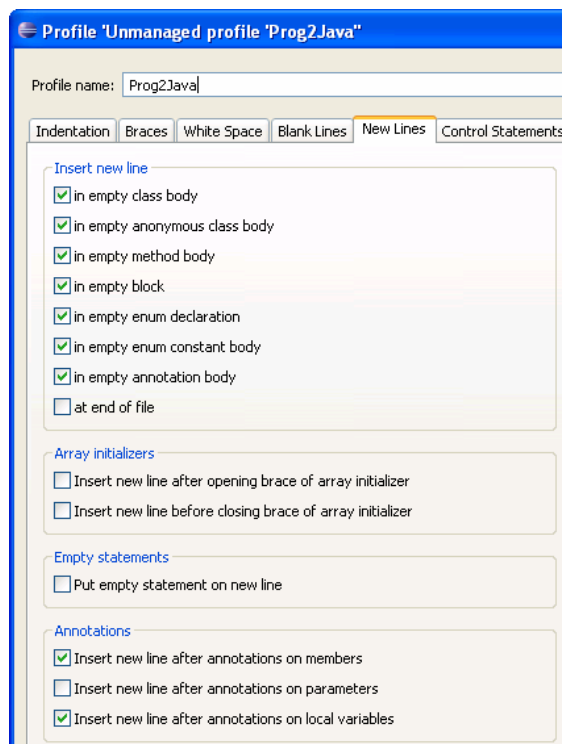 Profile 'Unmanaged profile 'Prog2Java''
Profile name: Prog2Java
Indentation Braces White Space Blank Lines New Lines Control Statements
Insert new line
in empty class body
in empty anonymous class body
in empty method body
in empty block
in empty enum declaration
in empty enum constant body
in empty annotation body
at end of file
Array initializers
Insert new line after opening brace of array initializer
Insert new line before closing brace of array initializer
Empty statements
Put empty statement on new line
Annotations
Insert new line after annotations on members
Insert new line after annotations on parameters
Insert new line after annotations on local variables